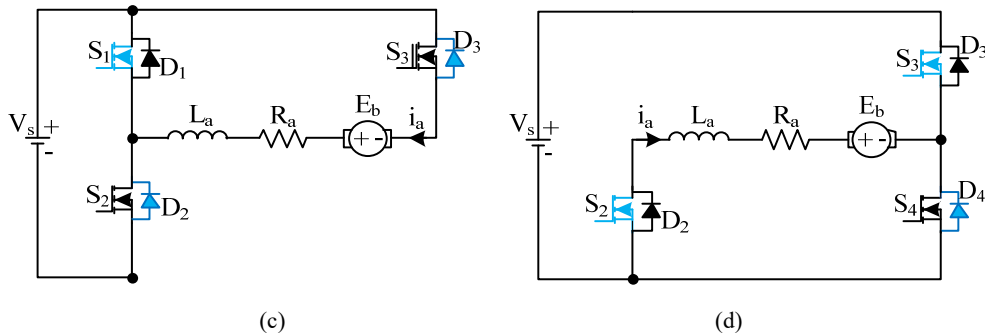 S1
D1
S3
D3
Vs
+
-
La
Ra
Eb
+ -
ia
S2
D2
(c)
S3
D3
Vs
+
-
ia
La
Ra
Eb
+ -
S2
D2
S4
D4
(d)